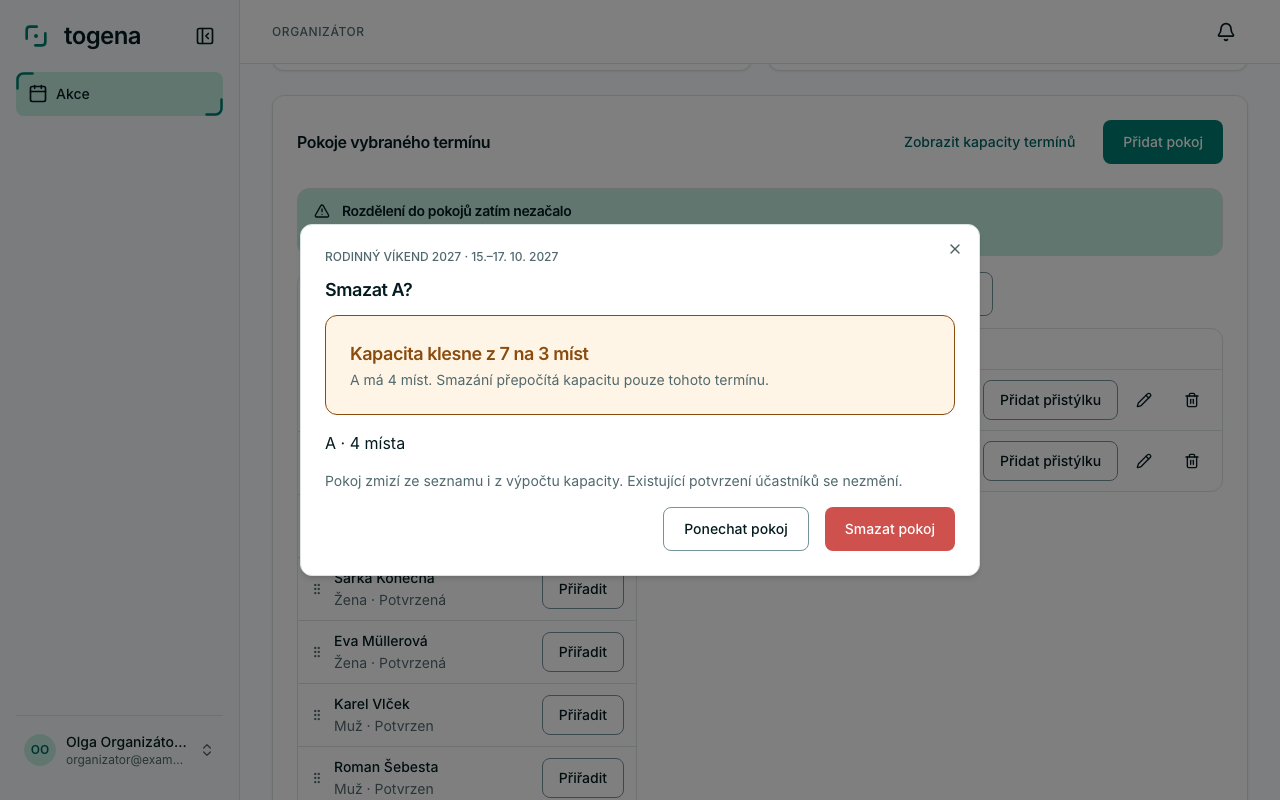 togena
ORGANIZÁTOR
Akce
Pokoje vybraného termínu
Zobrazit kapacity termínů
Přidat pokoj
Rozdělení do pokojů zatím nezačalo
RODINNÝ VÍKEND 2027 · 15.–17. 10. 2027
Smazat A?
Kapacita klesne z 7 na 3 míst
A má 4 míst. Smazání přepočítá kapacitu pouze tohoto termínu.
A · 4 místa
Pokoj zmizí ze seznamu i z výpočtu kapacity. Existující potvrzení účastníků se nezmění.
Ponechat pokoj
Smazat pokoj
Přidat přistýlku
Přidat přistýlku
Šárka Konečná
Žena · Potvrzená
Přiřadit
Eva Müllerová
Žena · Potvrzená
Přiřadit
Karel Vlček
Muž · Potvrzen
Přiřadit
Roman Šebesta
Muž · Potvrzen
Přiřadit
OO
Olga Organizáto...
organizator@exam...